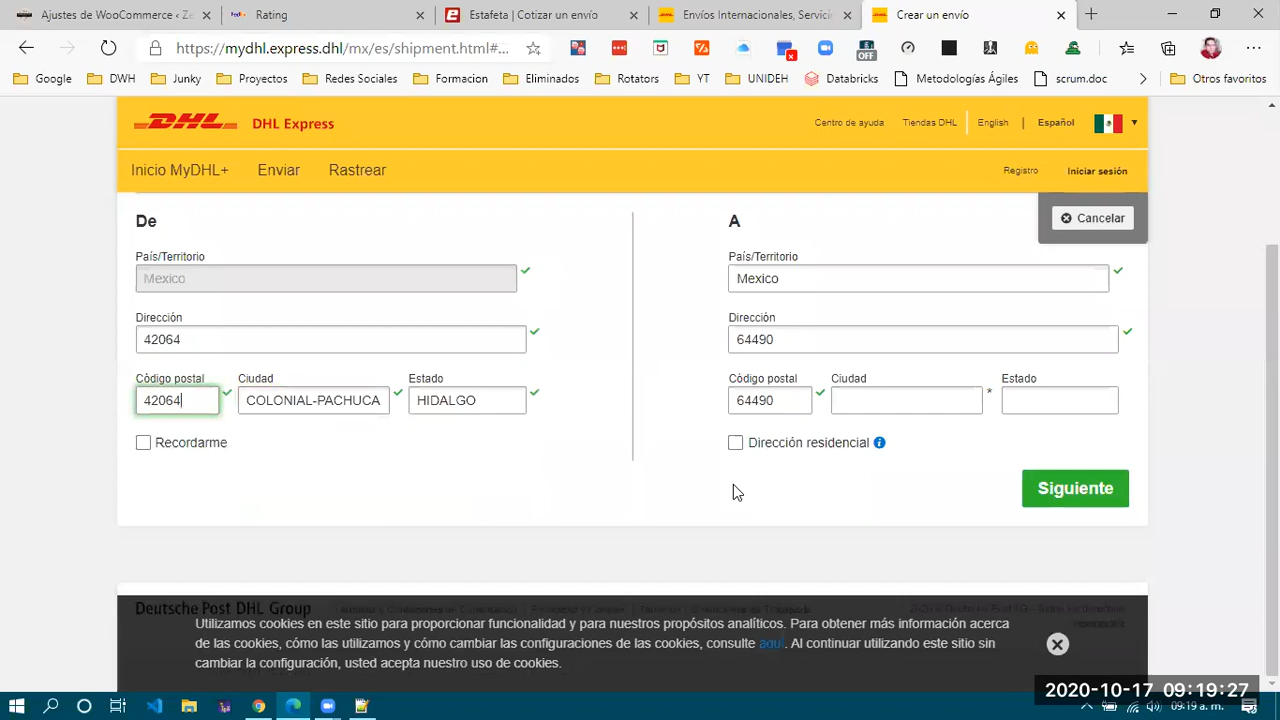 Ajustes de WooCommerce ‹ Ze
Rating
Estafeta | Cotizar un envío
Envíos Internacionales, Servicio
Crear un envío
https://mydhl.express.dhl/mx/es/shipment.html#...
OFF
Google
DWH
Junky
Proyectos
Redes Sociales
Formacion
Eliminados
Rotators
YT
UNIDEH
Databricks
Metodologías Ágiles
scrum.doc
Otros favoritos
DHL
DHL Express
Centro de ayuda
Tiendas DHL
English
|
Español
Inicio MyDHL+
Enviar
Rastrear
Registro
Iniciar sesión
Cancelar
De
A
País/Territorio
País/Territorio
Mexico
Mexico
Dirección
Dirección
42064
64490
Código postal
Ciudad
Estado
Código postal
Ciudad
Estado
42064
COLONIAL-PACHUCA
HIDALGO
64490
*
Recordarme
Dirección residencial
Siguiente
Deutsche Post DHL Group
Utilizamos cookies en este sitio para proporcionar funcionalidad y para nuestros propósitos analíticos. Para obtener más información acerca
de las cookies, cómo las utilizamos y cómo cambiar las configuraciones de las cookies, consulte aquí. Al continuar utilizando este sitio sin
cambiar la configuración, usted acepta nuestro uso de cookies.
2020-10-17 09:19:27
09:19 a. m.